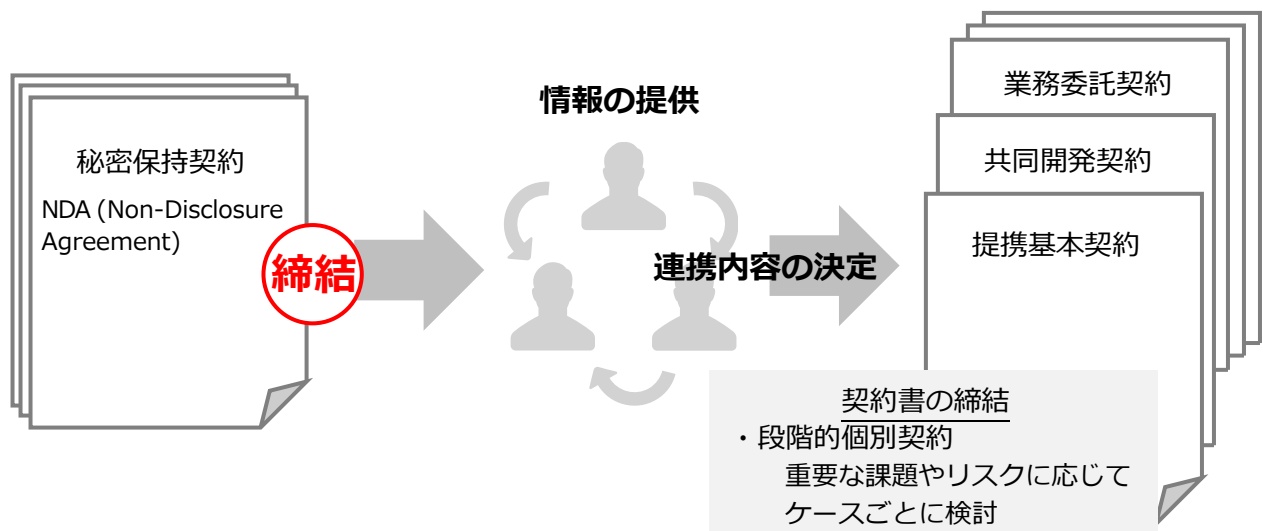 秘密保持契約
NDA (Non-Disclosure
Agreement)
締結
情報の提供
連携内容の決定
業務委託契約
共同開発契約
提携基本契約
契約書の締結
・段階的個別契約
重要な課題やリスクに応じて
ケースごとに検討